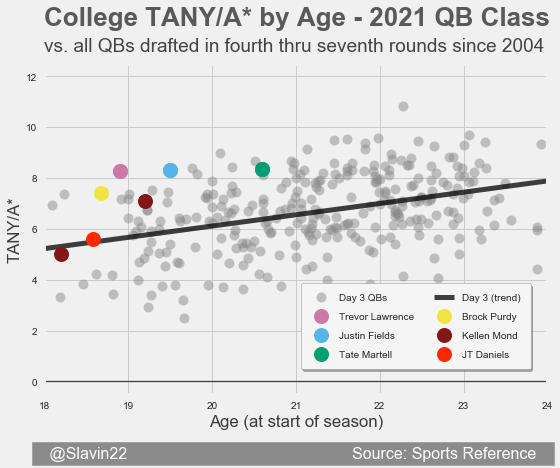 College TANY/A* by Age - 2021 QB Class
vs. all QBs drafted in fourth thru seventh rounds since 2004
12
10
8
6
4
2
0
TANY/A*
18 19 20 21 22 23 24
Age (at start of season)
Day 3 QBs
Trevor Lawrence
Justin Fields
Tate Martell
Day 3 (trend)
Brock Purdy
Kellen Mond
JT Daniels
@Slavin22 Source: Sports Reference